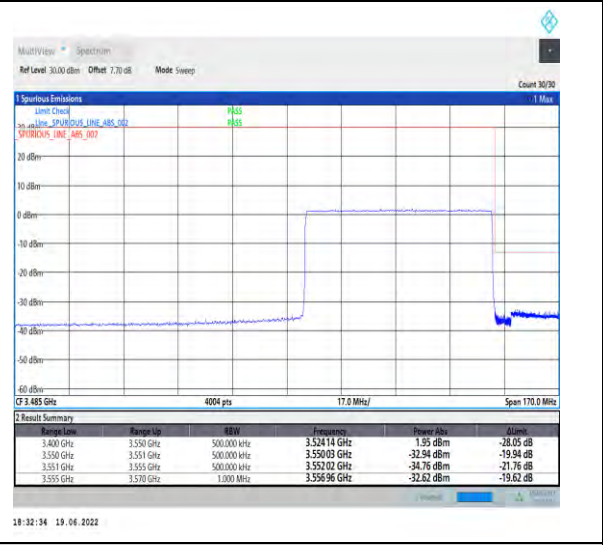 MultiView Spectrum
Ref Level 30.00 dBm Offset 7.70 dB Mode Sweep
Count 30/30
1 Spurious Emissions 1 Max
Limit Check PASS
Line _SPURIOUS_LINE_ABS_002 PASS
_SPURIOUS_LINE_ABS_002
20 dBm
10 dBm
0 dBm
-10 dBm
-20 dBm
-30 dBm
-40 dBm
-50 dBm
-60 dBm
CF 3.485 GHz 4004 pts 17.0 MHz/ Span 170.0 MHz
2 Result Summary
Range Low Range Up RBW Frequency Power Abs ΔLimit
3.400 GHz 3.550 GHz 500.000 kHz 3.52414 GHz 1.95 dBm -28.05 dB
3.550 GHz 3.551 GHz 500.000 kHz 3.55003 GHz -32.94 dBm -19.94 dB
3.551 GHz 3.555 GHz 500.000 kHz 3.55202 GHz -34.76 dBm -21.76 dB
3.555 GHz 3.570 GHz 1.000 MHz 3.55696 GHz -32.62 dBm -19.62 dB
18:32:34 19.06.2022